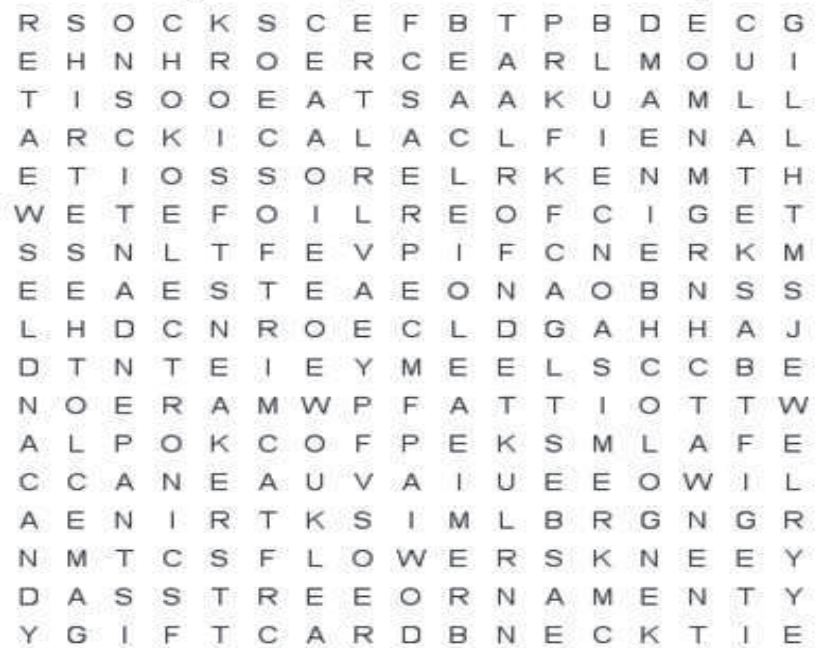 R S O C K S C E F B T P B D E C G
E H N H R O E R C E A R L M O U I
T I S O O E A T S A A K U A M L L
A R C K I C A L A C L F I E N A L
E T I O S S O R E L R K E N M T H
W E T E F O I L R E O F C I G E T
S S N L T F E V P I F C N E R K M
E E A E S T E A E O N A O B N S S
L H D C N R O E C L D G A H H A J
D T N T E I E Y M E E L S C C B E
N O E R A M W P F A T T I O T T W
A L P O K C O F P E K S M L A F E
C C A N E A U V A I U E E O W I L
A E N I R T K S I M L B R G N G R
N M T C S F L O W E R S K N E E Y
D A S S T R E E O R N A M E N T Y
Y G I F T C A R D B N E C K T I E